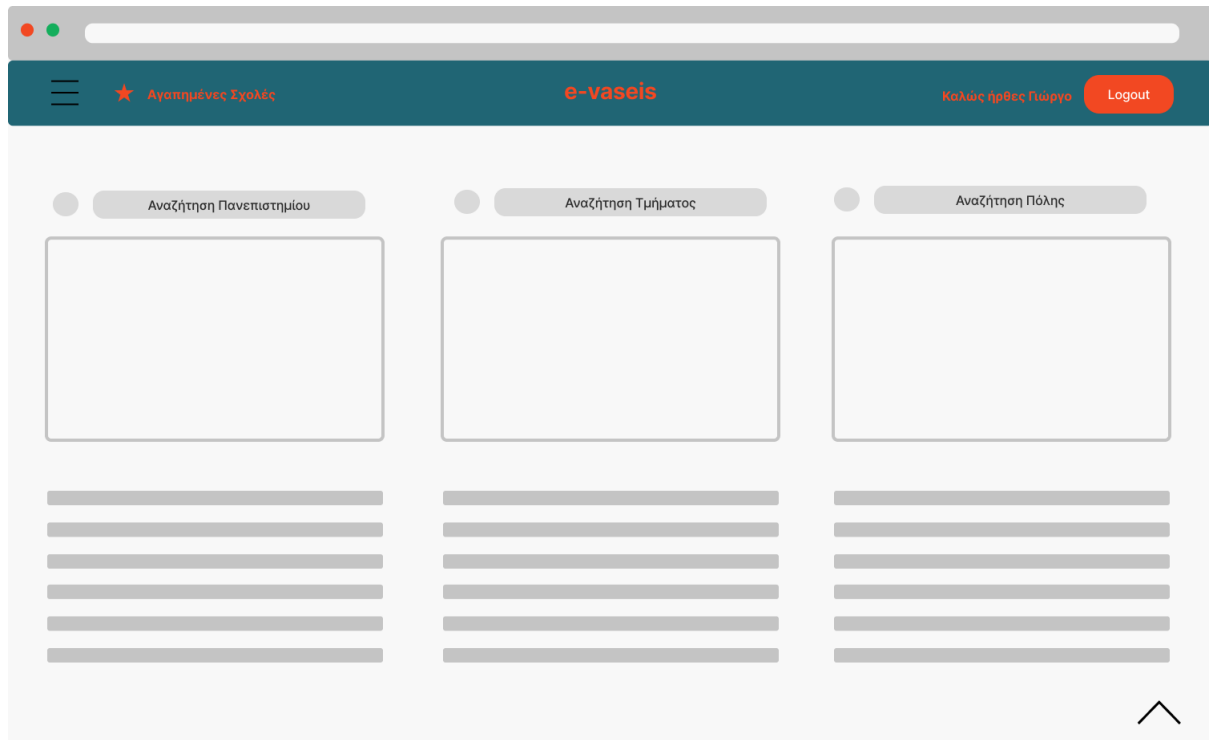 Αγαπημένες Σχολές
e-vaseis
Καλώς ήρθες Γιώργο
Logout
Αναζήτηση Πανεπιστημίου
Αναζήτηση Τμήματος
Αναζήτηση Πόλης